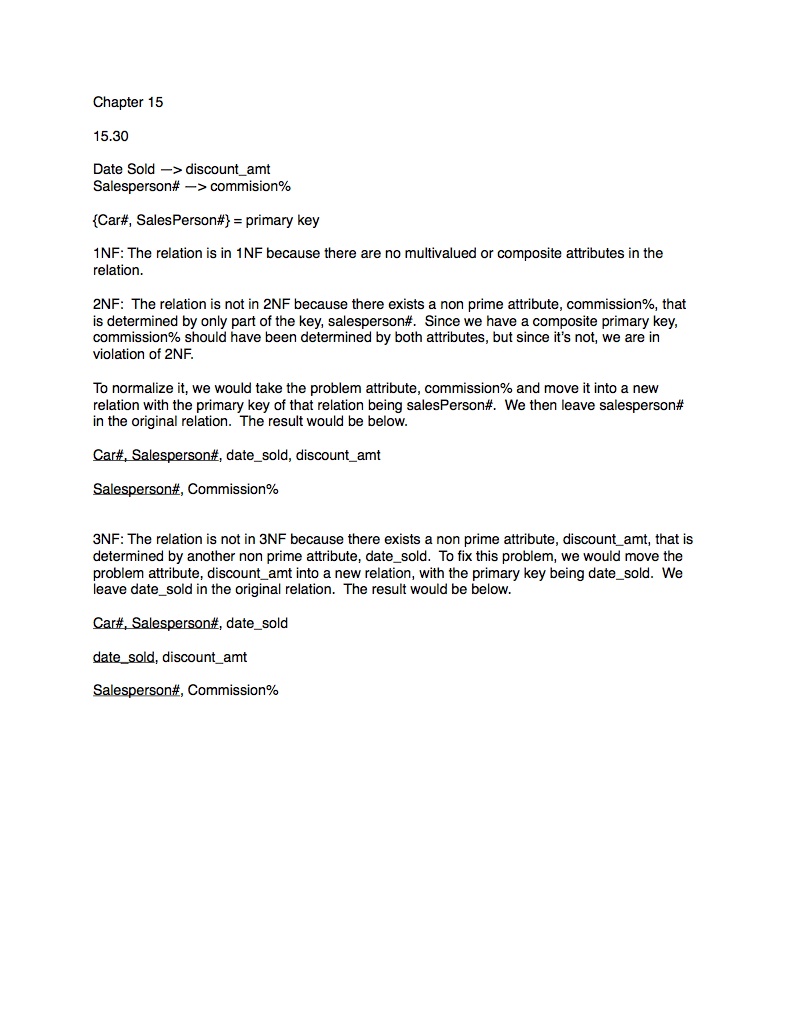 Chapter 15
15.30
Date Sold —> discount_amt
Salesperson# —> commision%
{Car#, SalesPerson#} = primary key
1NF: The relation is in 1NF because there are no multivalued or composite attributes in the
relation.
2NF:  The relation is not in 2NF because there exists a non prime attribute, commission%, that
is determined by only part of the key, salesperson#.  Since we have a composite primary key,
commission% should have been determined by both attributes, but since it’s not, we are in
violation of 2NF.
To normalize it, we would take the problem attribute, commission% and move it into a new
relation with the primary key of that relation being salesPerson#.  We then leave salesperson#
in the original relation.  The result would be below.
Car#, Salesperson#, date_sold, discount_amt
Salesperson#, Commission%
3NF: The relation is not in 3NF because there exists a non prime attribute, discount_amt, that is
determined by another non prime attribute, date_sold.  To fix this problem, we would move the
problem attribute, discount_amt into a new relation, with the primary key being date_sold.  We
leave date_sold in the original relation.  The result would be below.
Car#, Salesperson#, date_sold
date_sold, discount_amt
Salesperson#, Commission%